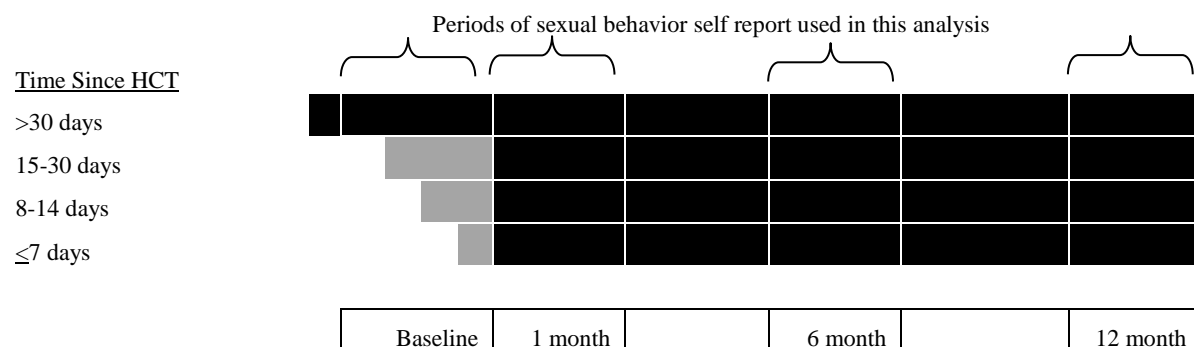 Periods of sexual behavior self report used in this analysis
Time Since HCT
>30 days
15-30 days
8-14 days
≤7 days
Baseline 1 month 6 month 12 month